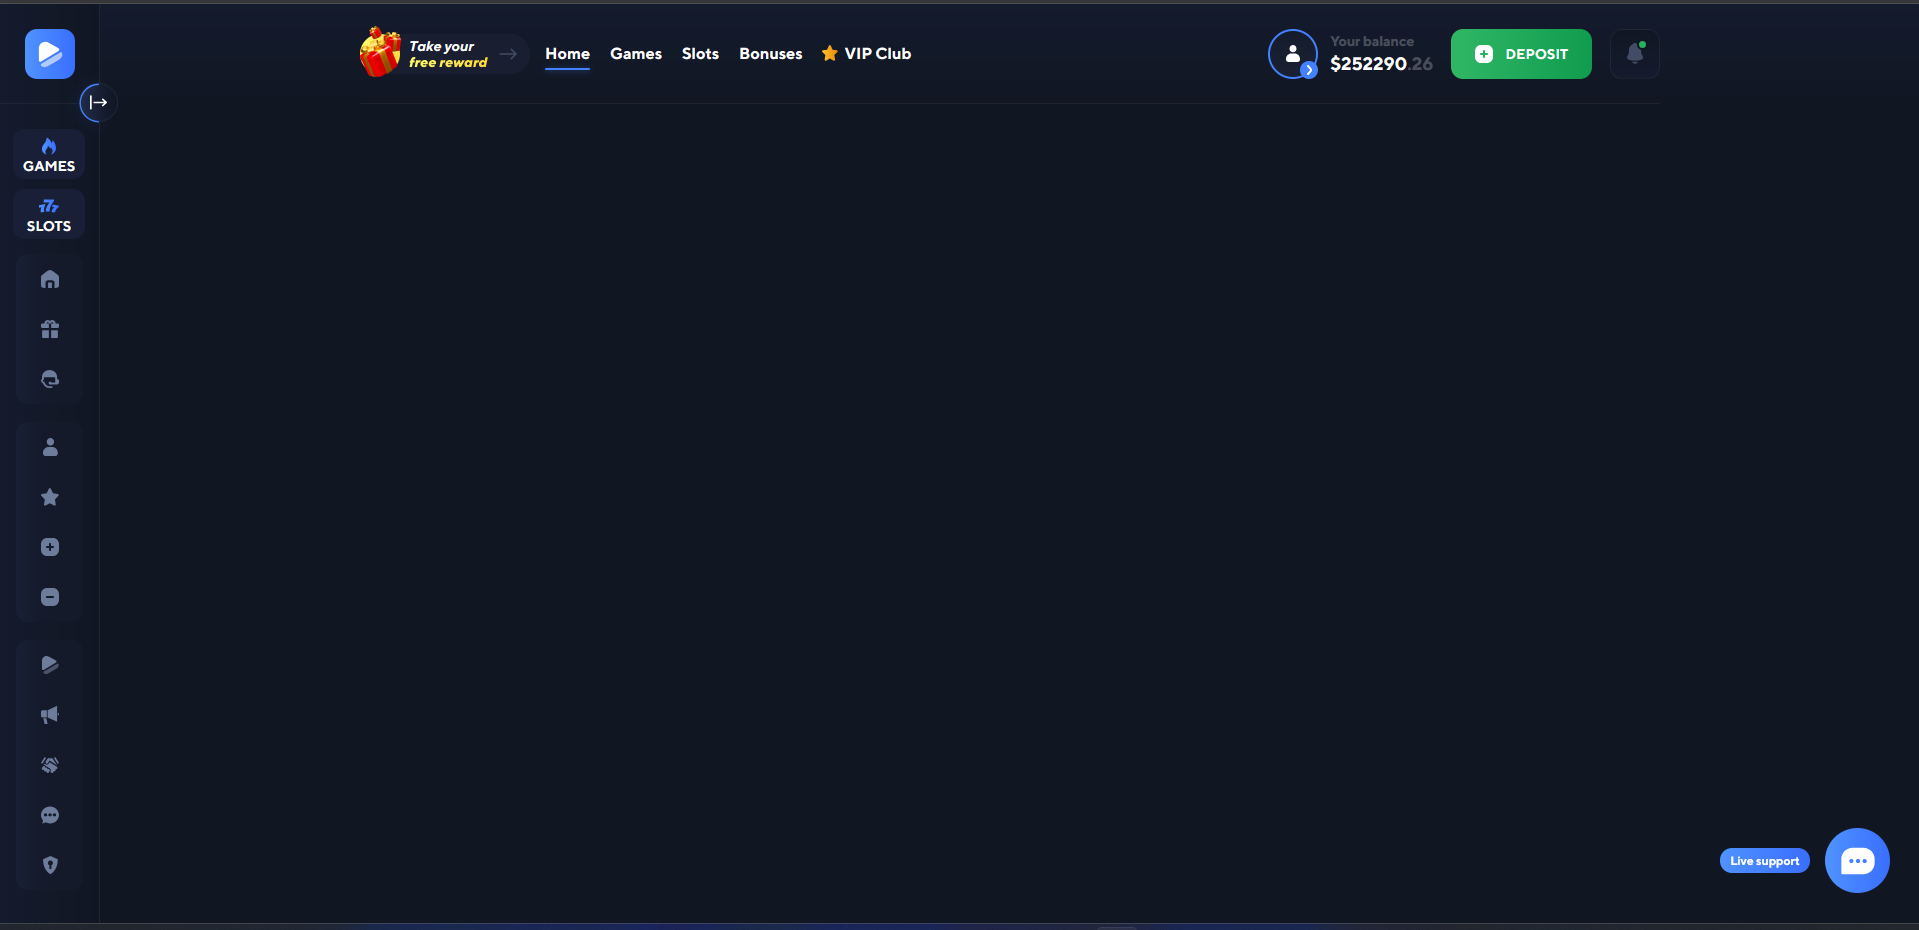 Take your
free reward
Home
Games
Slots
Bonuses
VIP Club
Your balance
$252290.26
DEPOSIT
GAMES
777
SLOTS
Live support